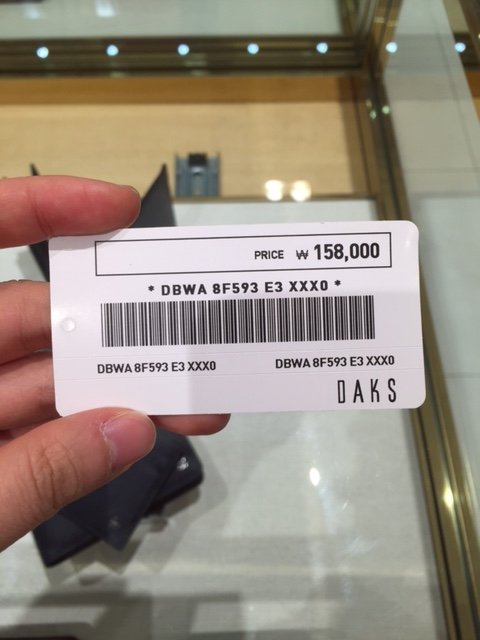 PRICE ₩ 158,000
* DBWA 8F593 E3 XXX0 *
DBWA 8F593 E3 XXX0 DBWA 8F593 E3 XXX0
DAKS